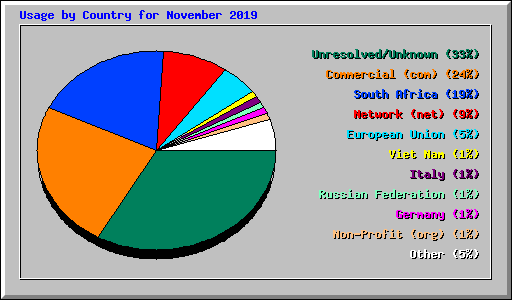 Usage by Country for November 2019
Unresolved/Unknown (33%)
Commercial (com) (24%)
South Africa (19%)
Network (net) (9%)
European Union (5%)
Viet Nam (1%)
Italy (1%)
Russian Federation (1%)
Germany (1%)
Non-Profit (org) (1%)
Other (5%)